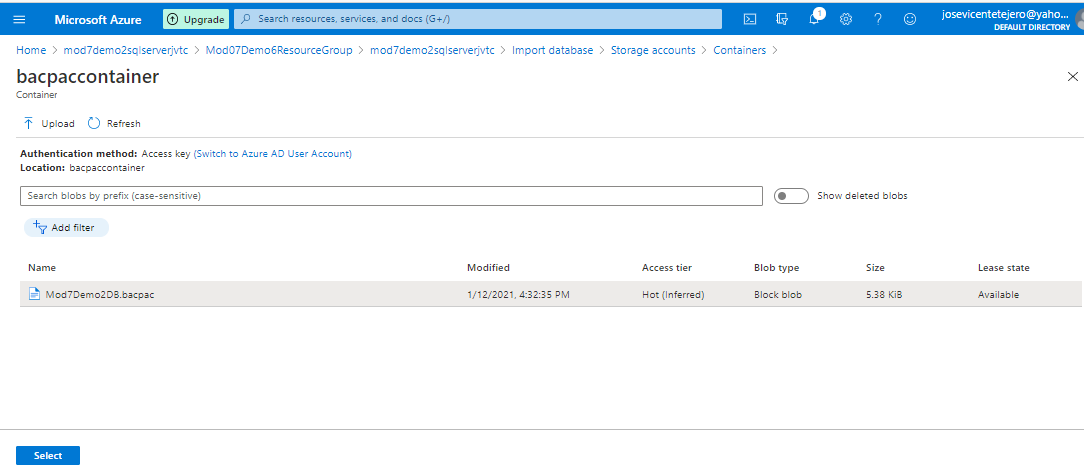 Microsoft Azure Upgrade Search resources, services, and docs (G+/) 1 josevicentetejero@yaho... DEFAULT DIRECTORY
Home > mod7demo2sqlserverjvtc > Mod07Demo6ResourceGroup > mod7demo2sqlserverjvtc > Import database > Storage accounts > Containers >
bacpaccontainer
Container
Upload Refresh
Authentication method: Access key (Switch to Azure AD User Account)
Location: bacpaccontainer
Search blobs by prefix (case-sensitive) Show deleted blobs
Add filter
Name Modified Access tier Blob type Size Lease state
Mod7Demo2DB.bacpac 1/12/2021, 4:32:35 PM Hot (Inferred) Block blob 5.38 KiB Available
Select